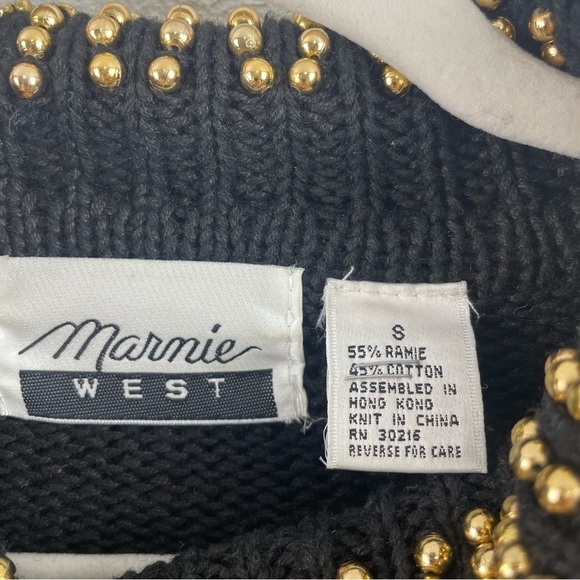 Marnie
WEST
S
55% RAMIE
45% COTTON
ASSEMBLED IN
HONG KONG
KNIT IN CHINA
RN 30216
REVERSE FOR CARE